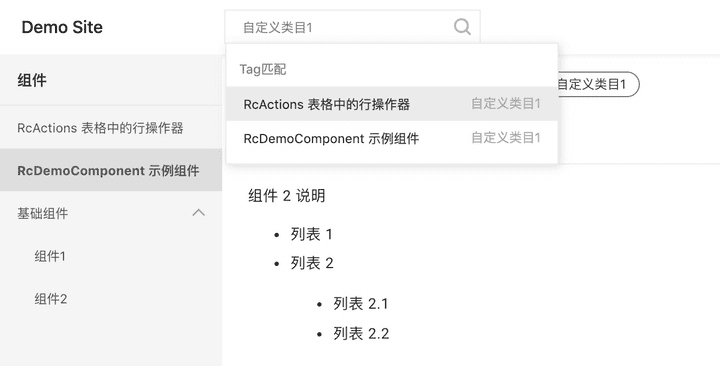 Demo Site
自定义类目1
Tag匹配
RcActions 表格中的行操作器 自定义类目1
RcDemoComponent 示例组件 自定义类目1
组件
RcActions 表格中的行操作器
RcDemoComponent 示例组件
基础组件
组件1
组件2
自定义类目1
组件 2 说明
• 列表 1
• 列表 2
• 列表 2.1
• 列表 2.2